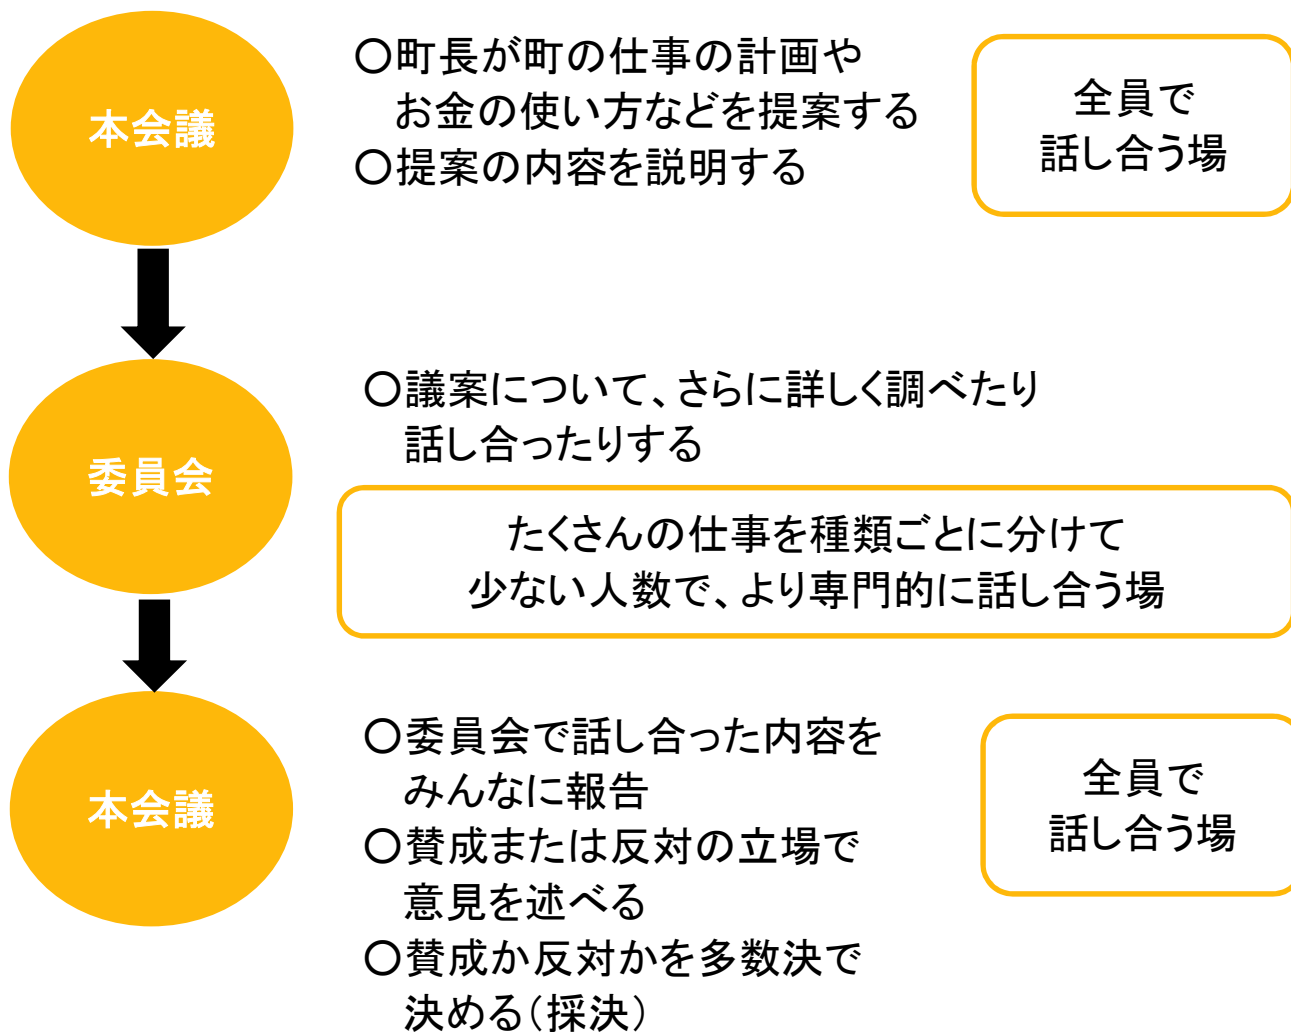 本会議
〇町長が町の仕事の計画や
お金の使い方などを提案する
〇提案の内容を説明する
全員で
話し合う場
委員会
〇議案について、さらに詳しく調べたり
話し合ったりする
たくさんの仕事を種類ごとに分けて
少ない人数で、より専門的に話し合う場
本会議
〇委員会で話し合った内容を
みんなに報告
〇賛成または反対の立場で
意見を述べる
〇賛成か反対かを多数決で
決める（採決）
全員で
話し合う場